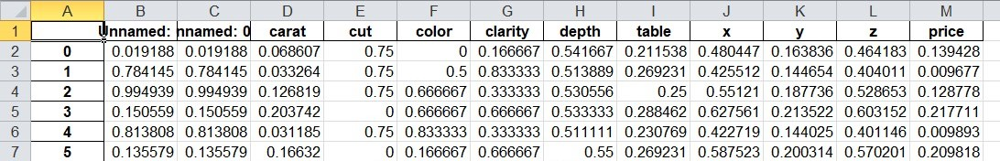 A B C D E F G H I J K L M
1 Unnamed: nnamed: 0 carat cut color clarity depth table x y z price
2 0 0.019188 0.019188 0.068607 0.75 0 0.166667 0.541667 0.211538 0.480447 0.163836 0.464183 0.139428
3 1 0.784145 0.784145 0.033264 0.75 0.5 0.833333 0.513889 0.269231 0.425512 0.144654 0.404011 0.009677
4 2 0.994939 0.994939 0.126819 0.75 0.666667 0.333333 0.530556 0.25 0.55121 0.187736 0.528653 0.128778
5 3 0.150559 0.150559 0.203742 0 0.666667 0.666667 0.533333 0.288462 0.627561 0.213522 0.603152 0.217711
6 4 0.813808 0.813808 0.031185 0.75 0.833333 0.333333 0.511111 0.230769 0.422719 0.144025 0.401146 0.009893
7 5 0.135579 0.135579 0.16632 0 0.166667 0.666667 0.55 0.269231 0.587523 0.200314 0.570201 0.209818